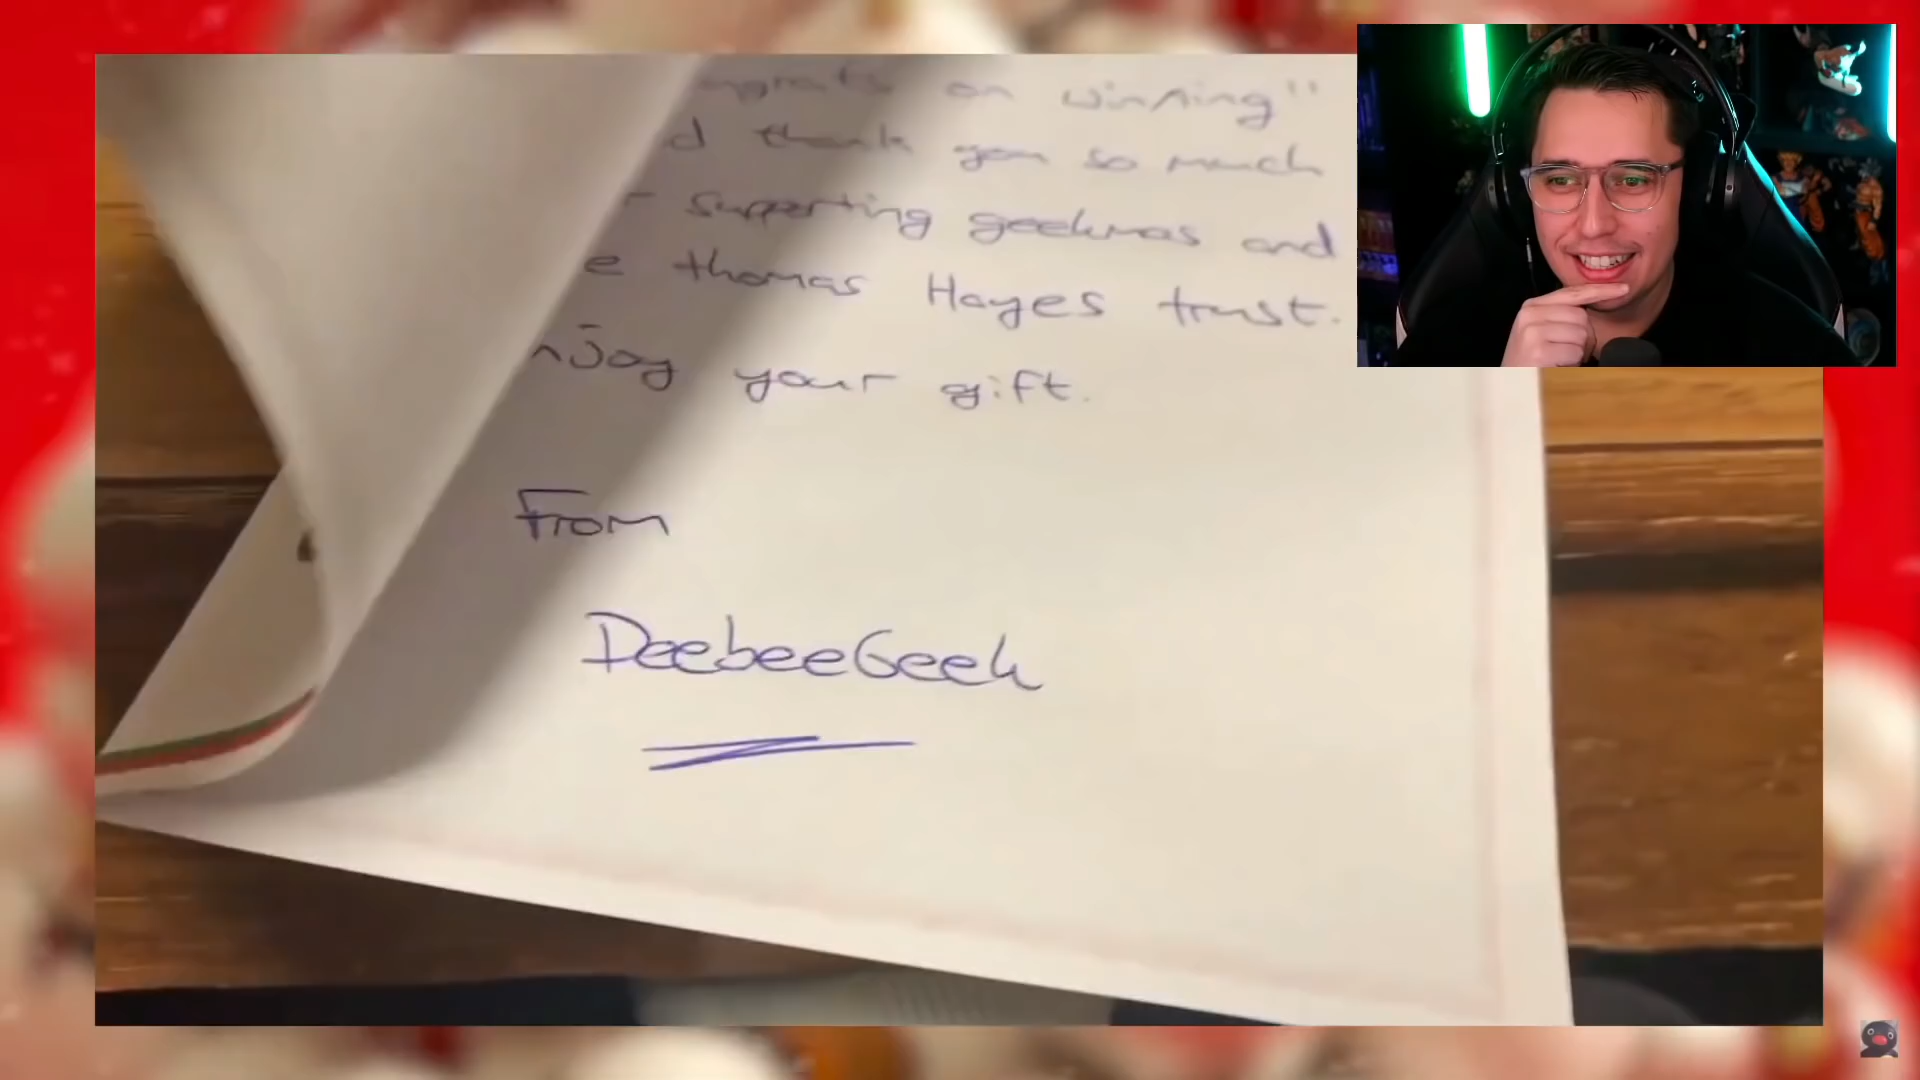 on winning"
thank you so much
supporting geekmas and
thomas Hayes trust.
your gift.
From
DeebeeGeek